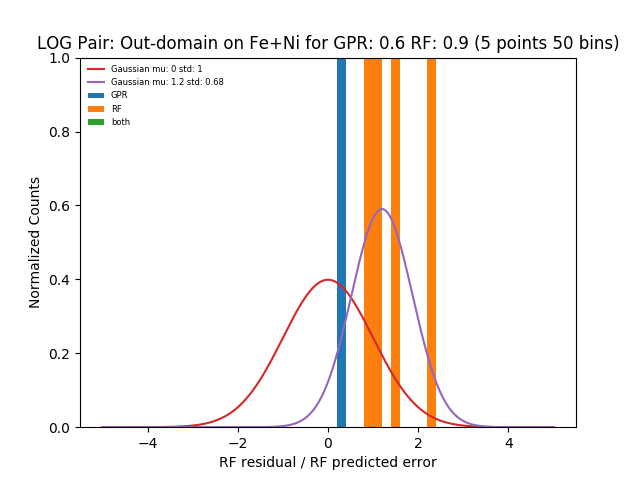 LOG Pair: Out-domain on Fe+Ni for GPR: 0.6 RF: 0.9 (5 points 50 bins)
Gaussian mu: 0 std: 1
Gaussian mu: 1.2 std: 0.68
GPR
RF
both
Normalized Counts
1.0
0.8
0.6
0.4
0.2
0.0
−4
−2
0
2
4
RF residual / RF predicted error